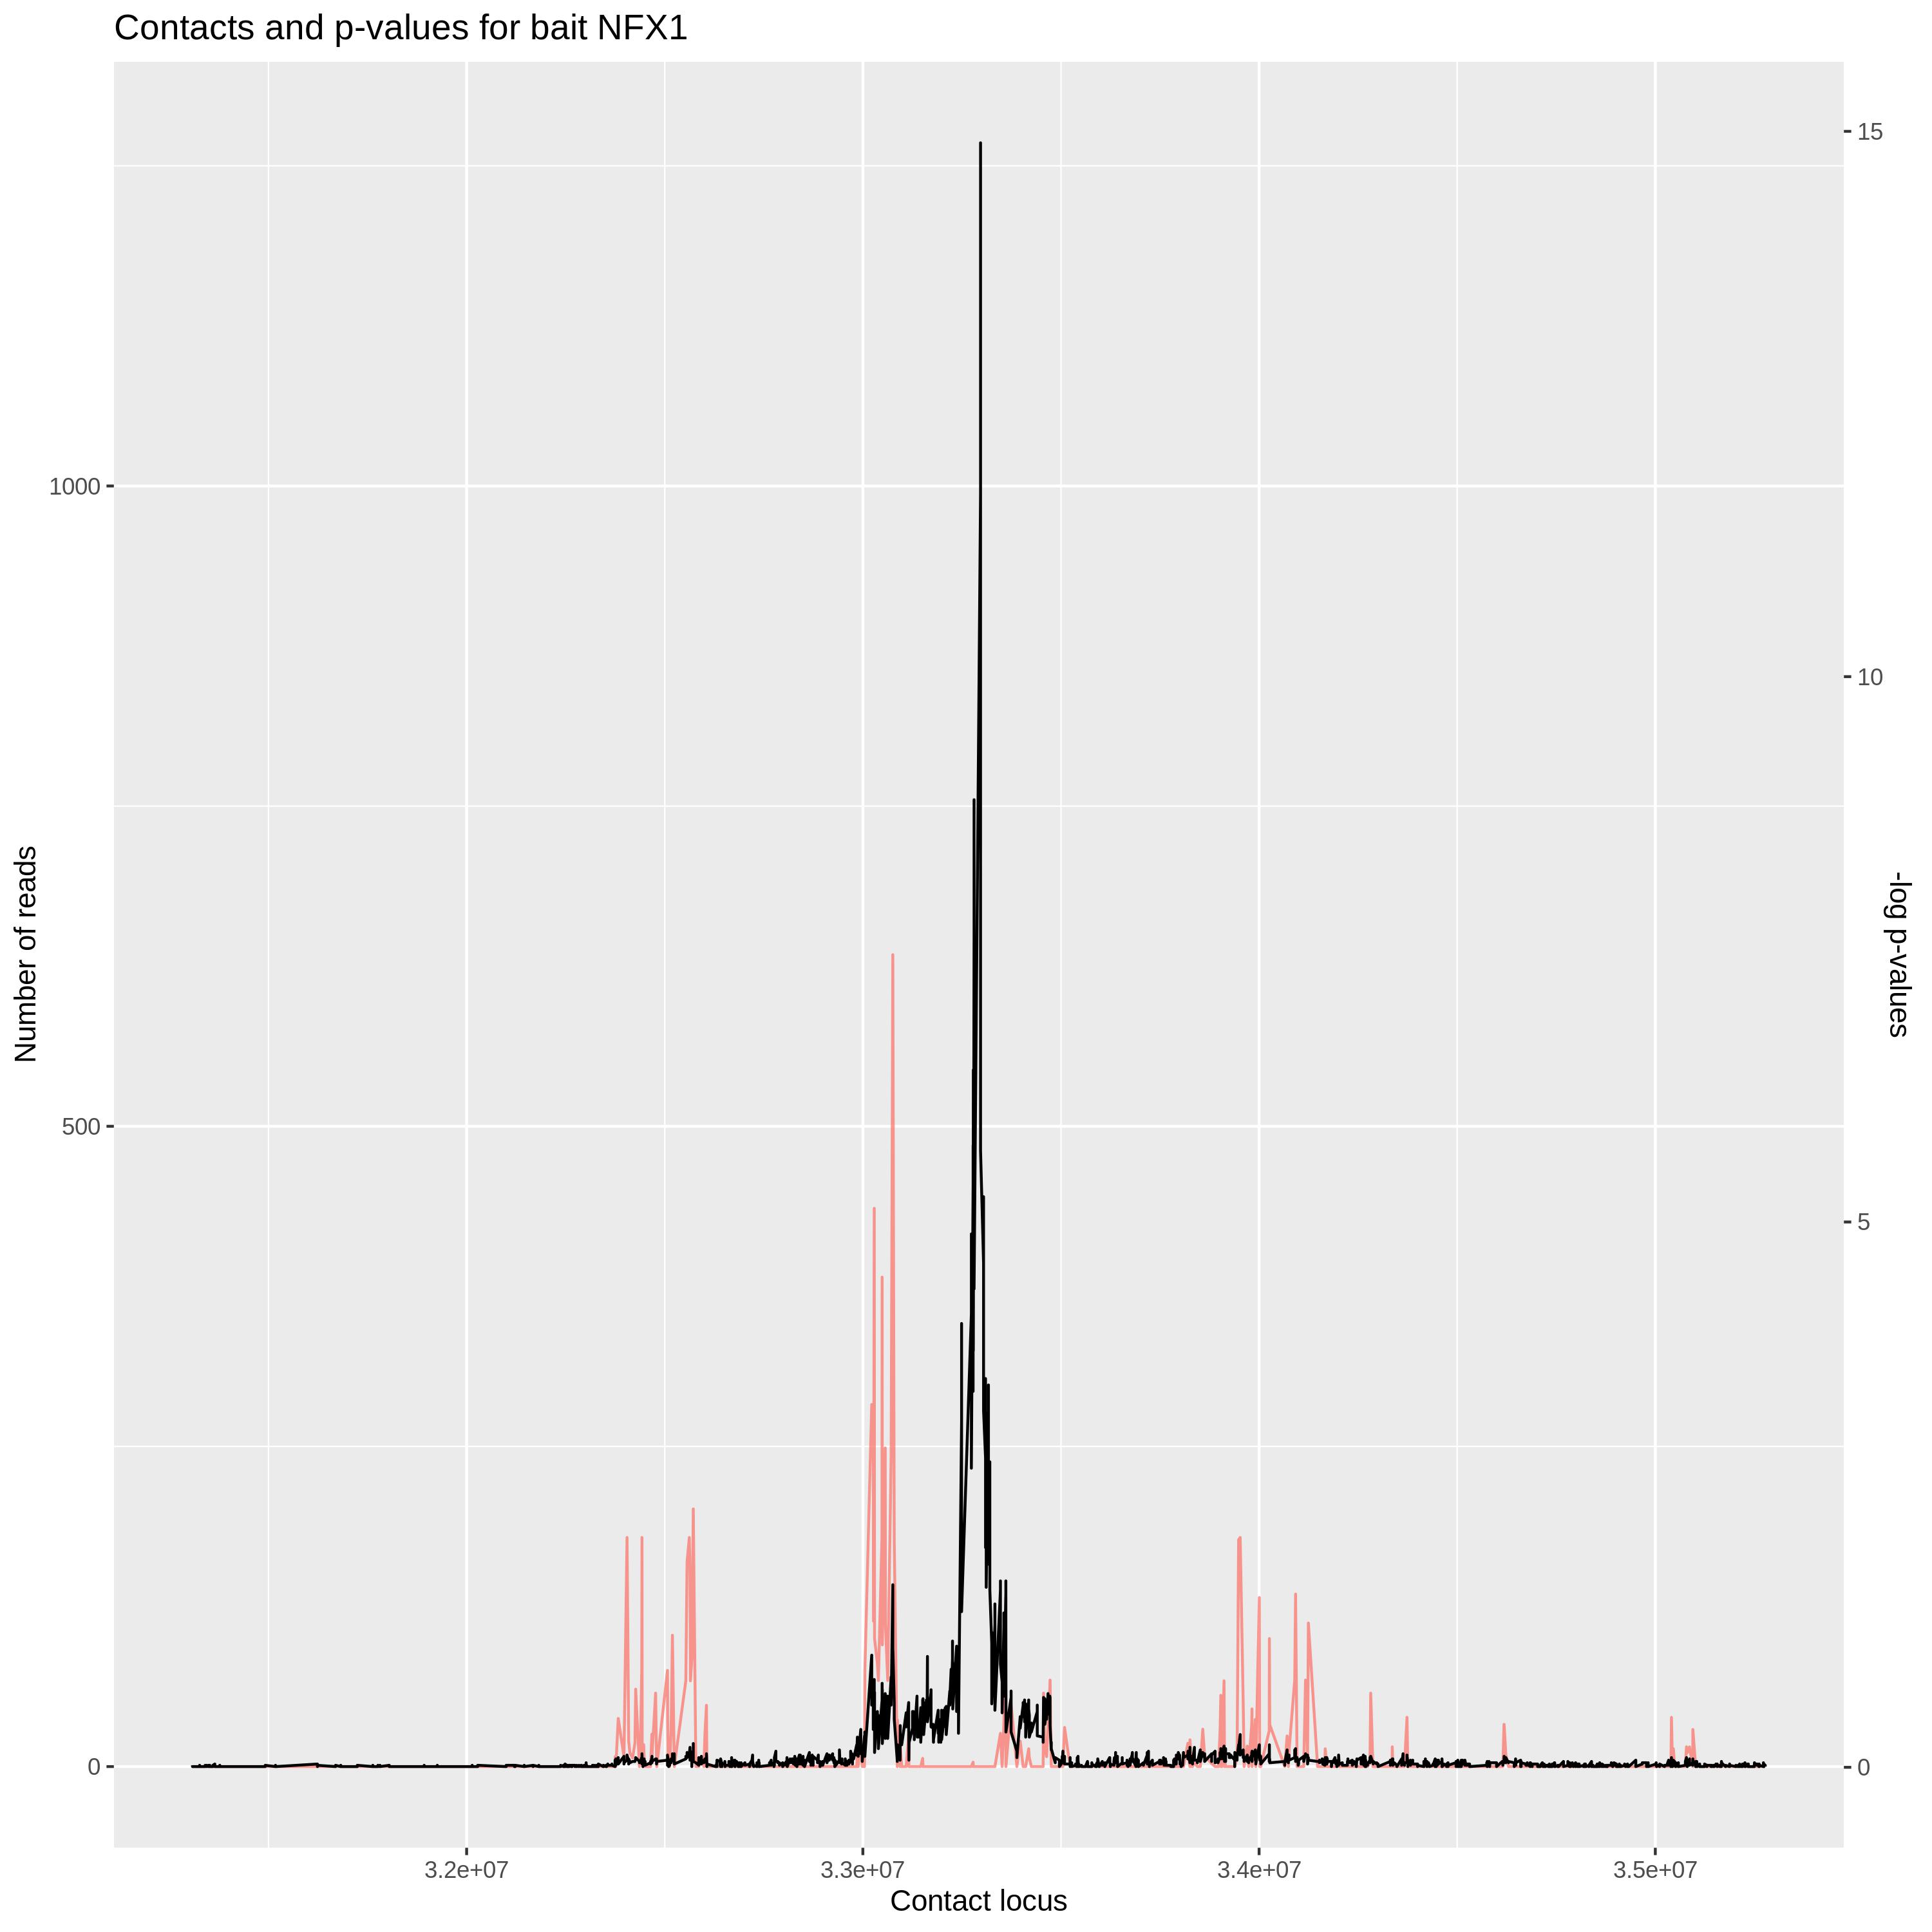 Contacts and p-values for bait NFX1
15
1000
10
Number of reads
-log p-values
500
5
0
0
3.2e+07
3.3e+07
3.4e+07
3.5e+07
Contact locus